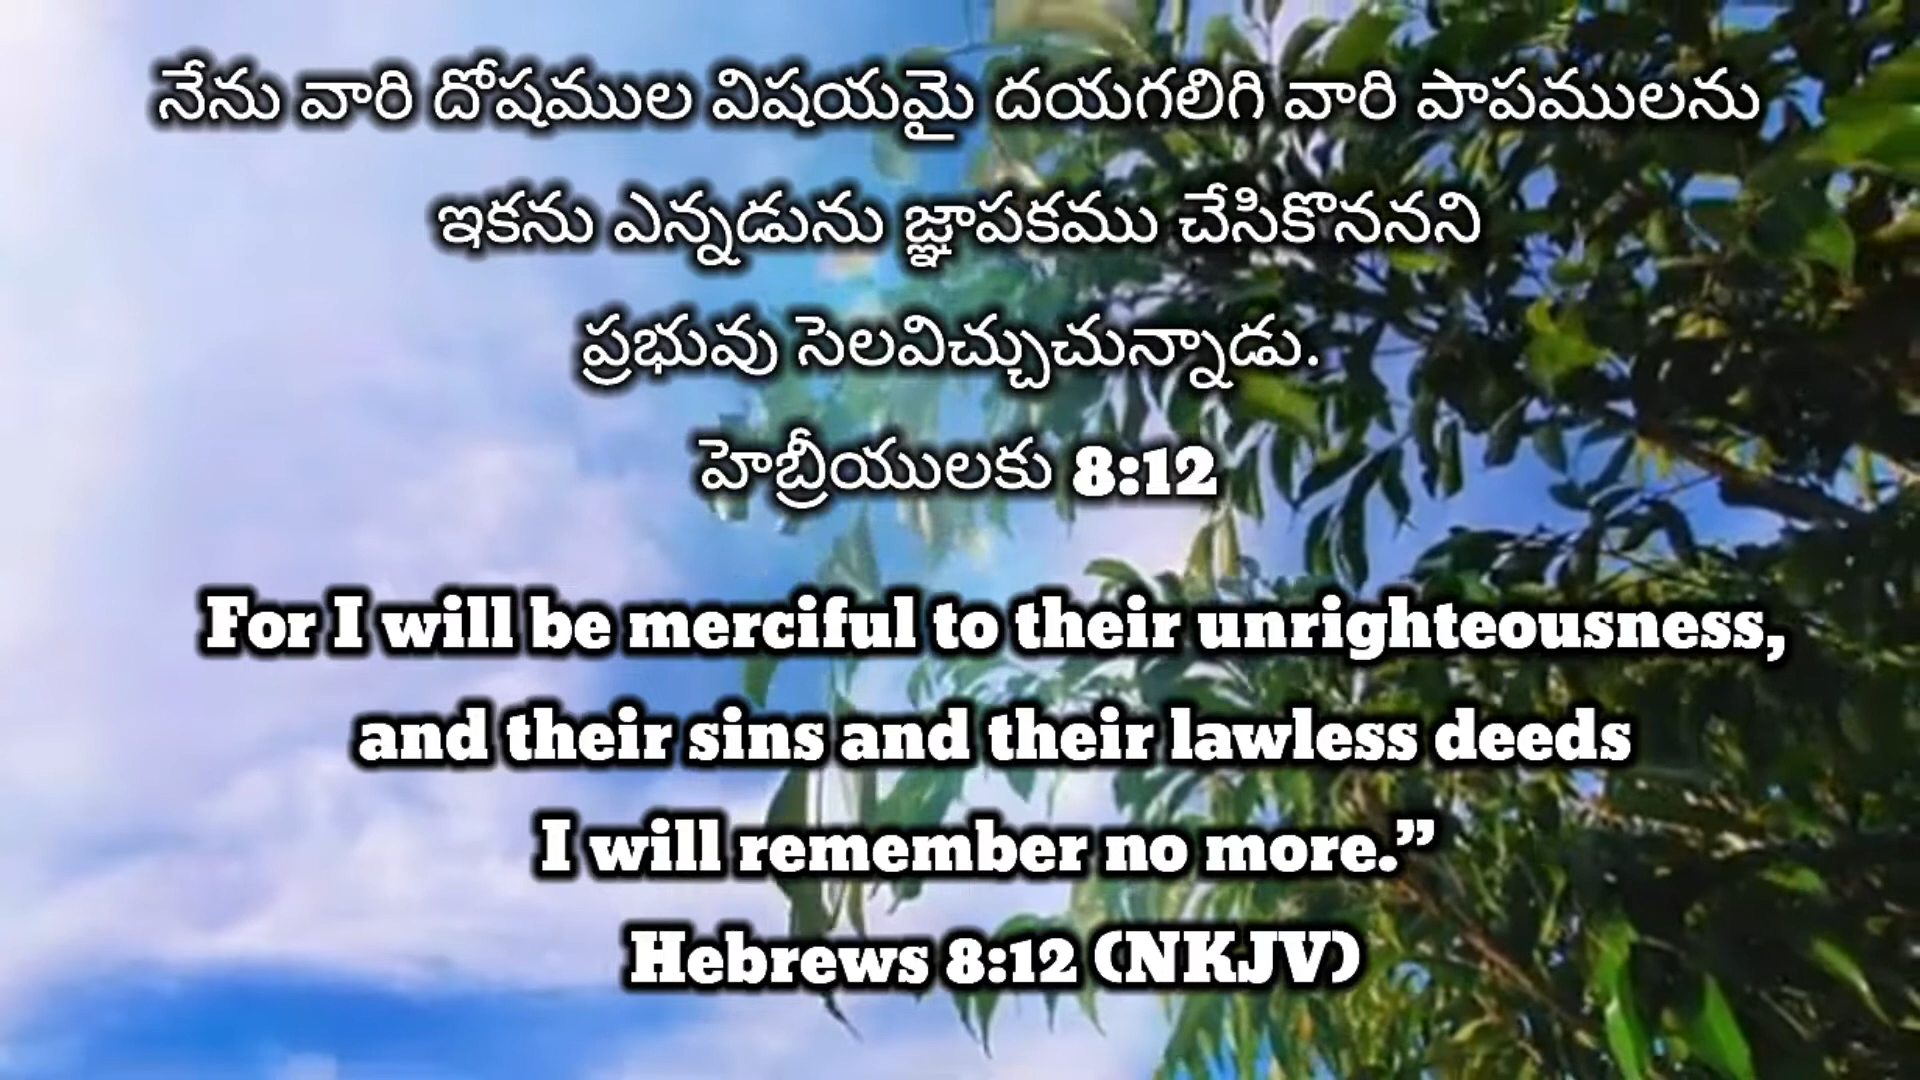 నేను వారి దోషముల విషయమై దయగలిగి వారి పాపములను
ఇకను ఎన్నడును జ్ఞాపకము చేసికొననని
ప్రభువు సెలవిచ్చుచున్నాడు.
హెబ్రీయులకు 8:12
For I will be merciful to their unrighteousness,
and their sins and their lawless deeds
I will remember no more.”
Hebrews 8:12 (NKJV)